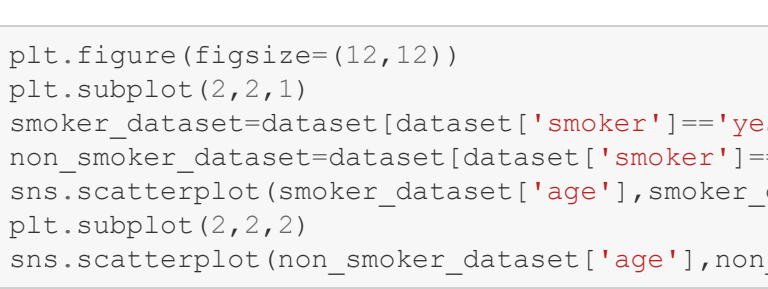 plt.figure(figsize=(12,12))
plt.subplot(2,2,1)
smoker_dataset=dataset[dataset['smoker']=='ye
non_smoker_dataset=dataset[dataset['smoker']==
sns.scatterplot(smoker_dataset['age'],smoker_
plt.subplot(2,2,2)
sns.scatterplot(non_smoker_dataset['age'],non_